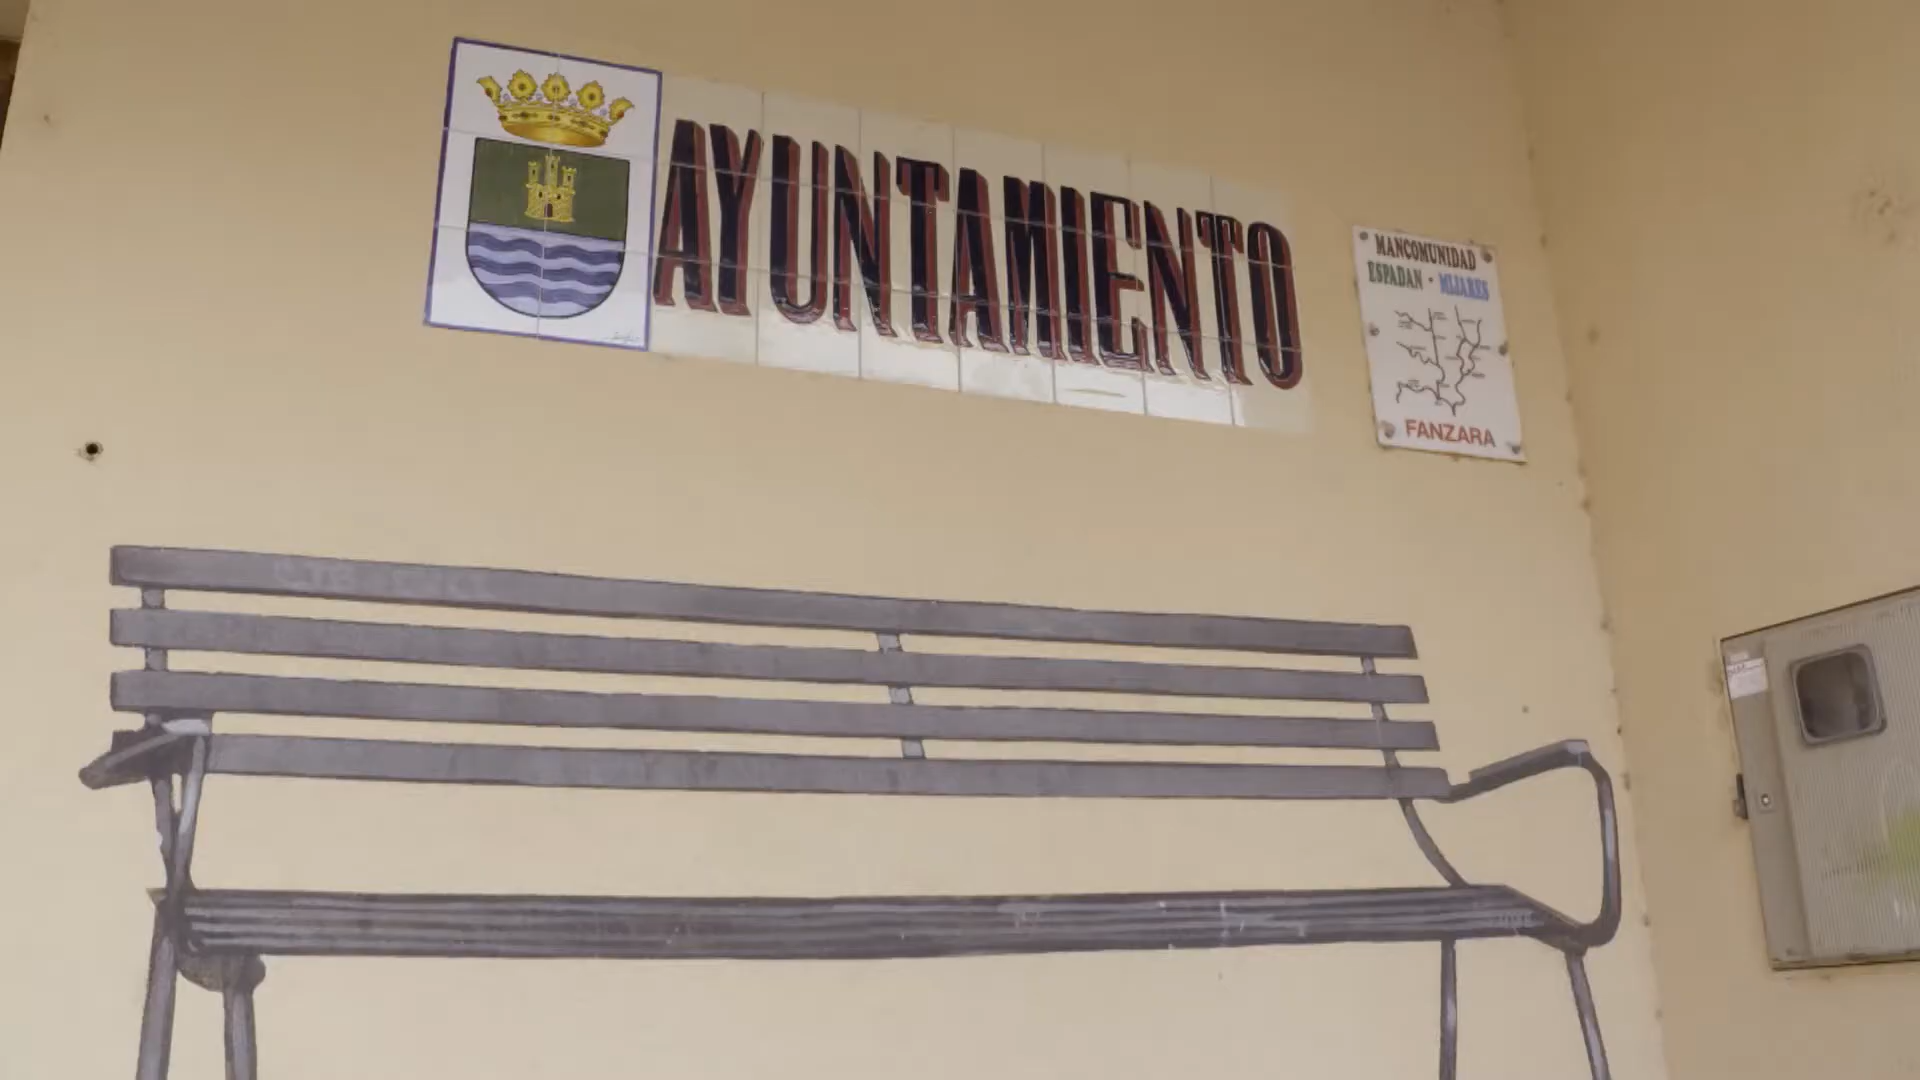 AYUNTAMIENTO
MANCOMUNIDAD
ESPADAN - MIJARES
FANZARA